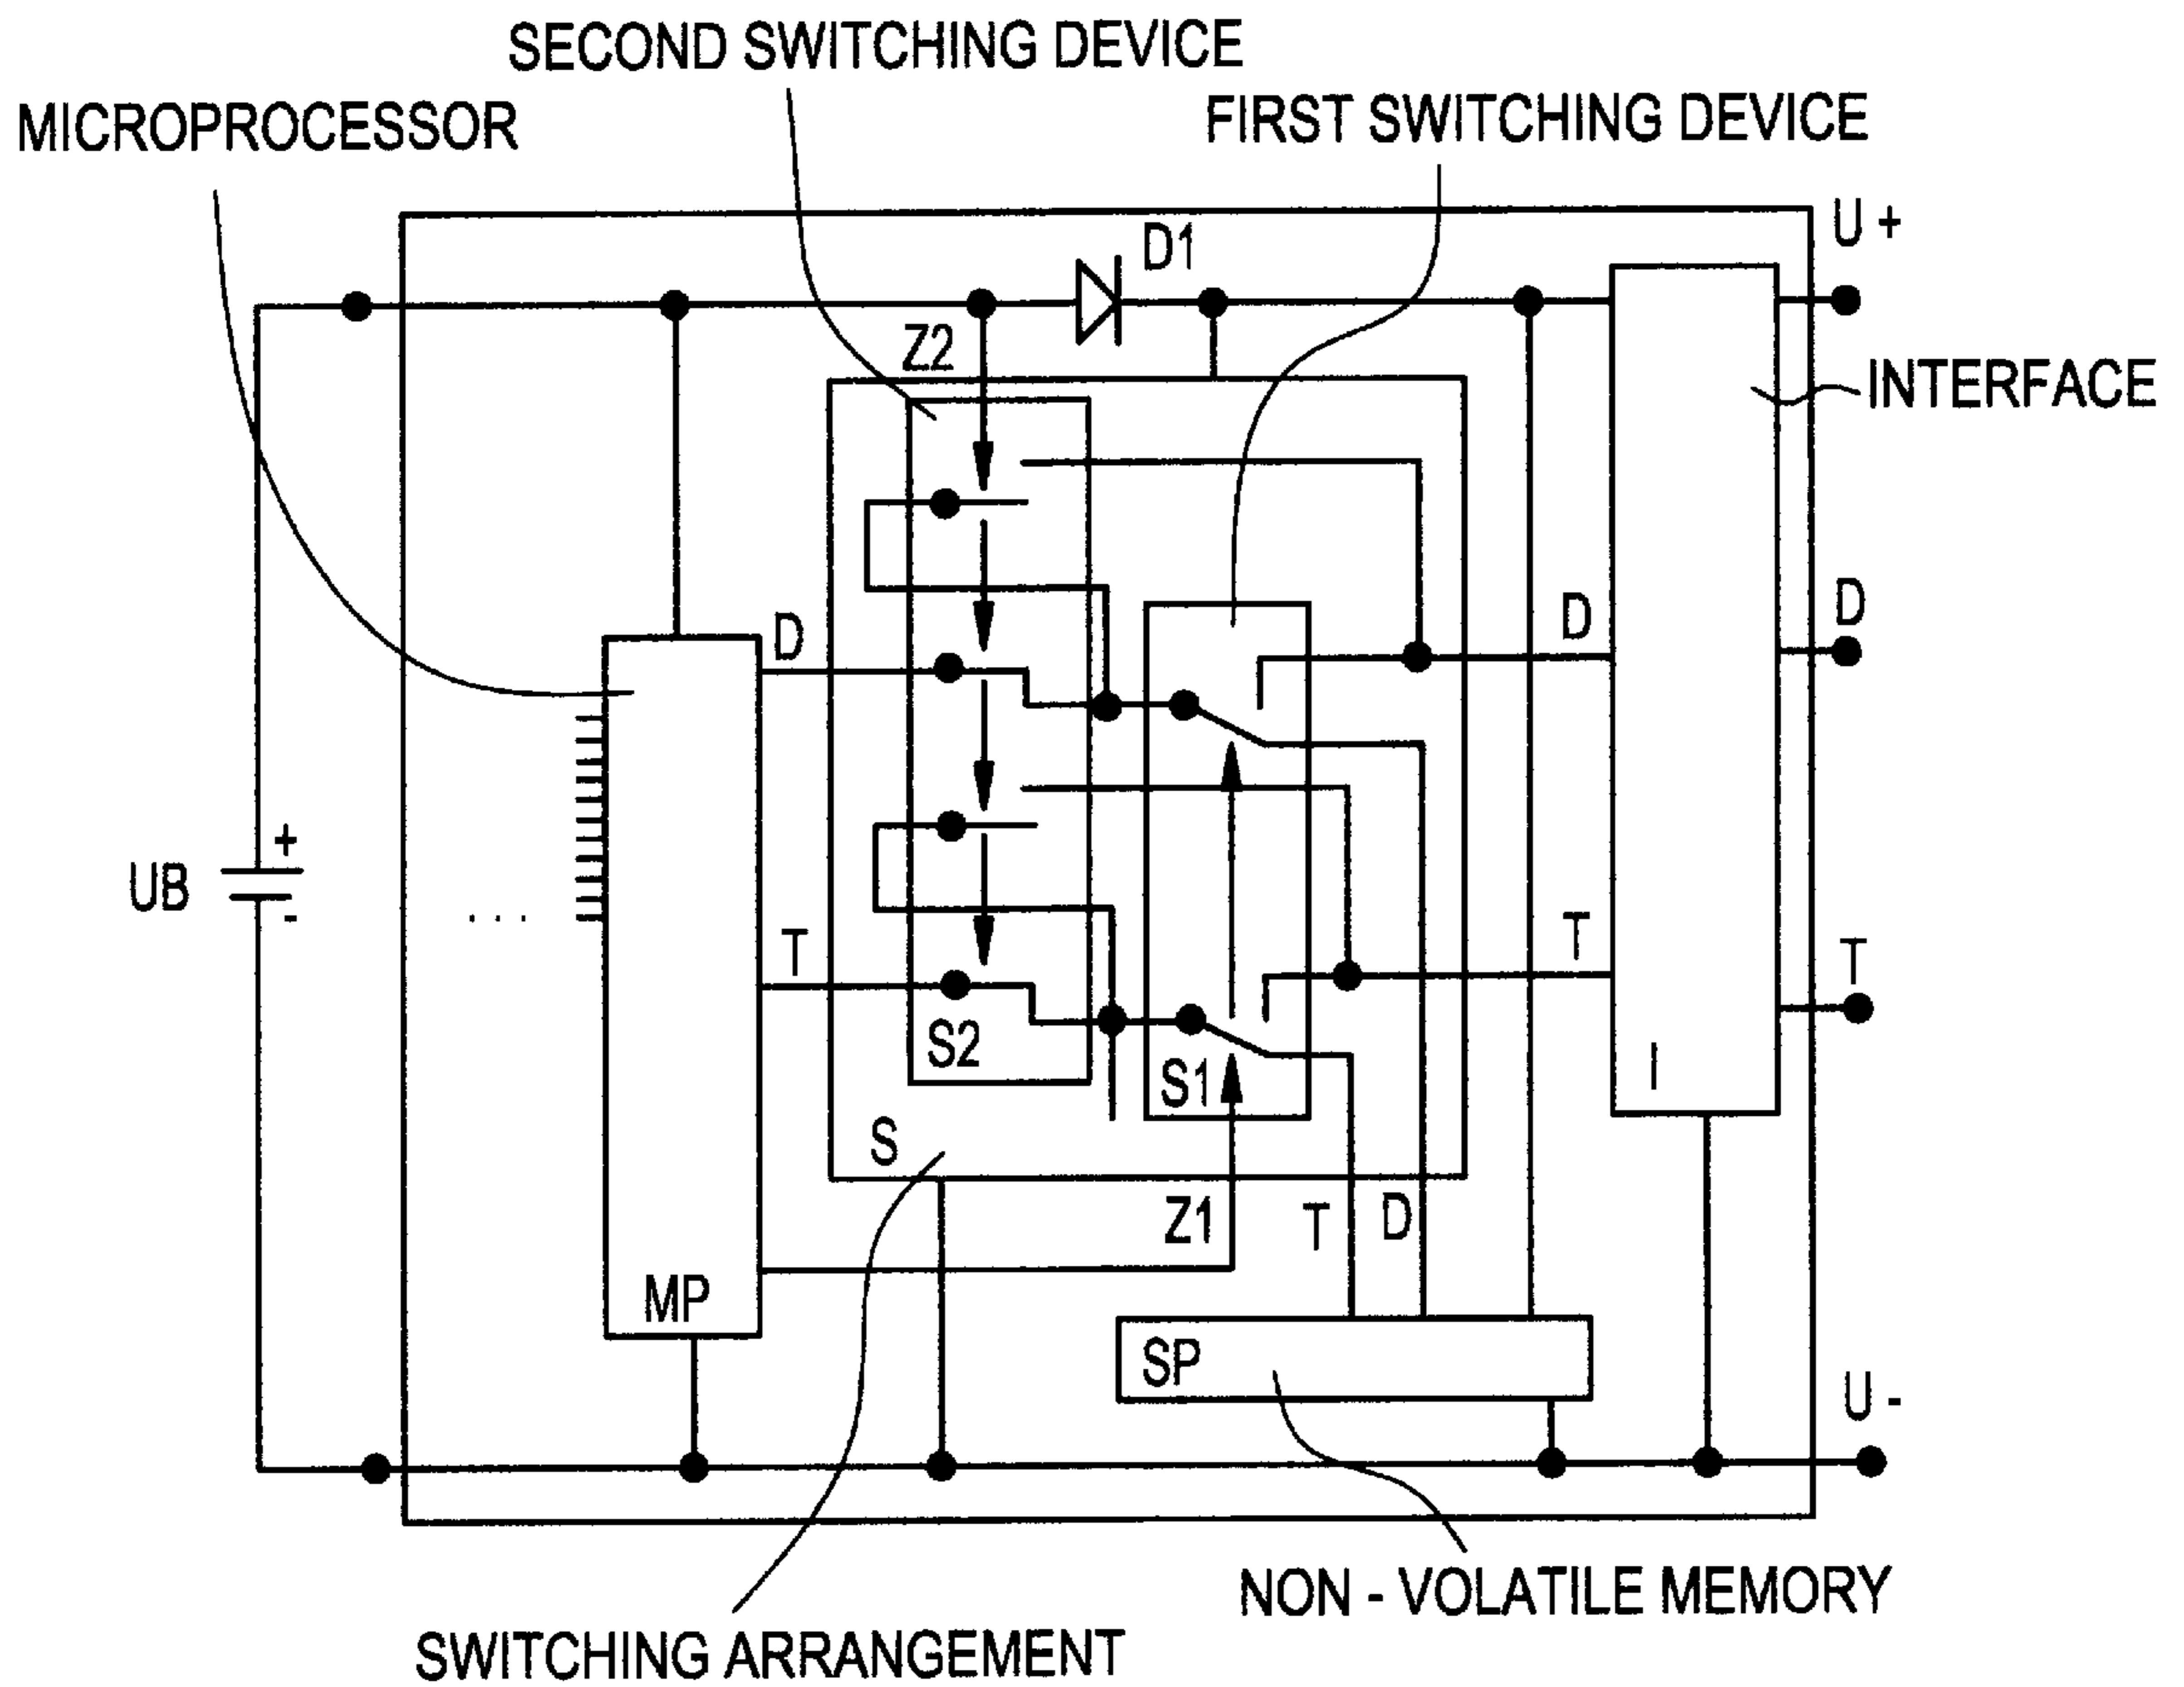 SECOND SWITCHING DEVICE
MICROPROCESSOR
FIRST SWITCHING DEVICE
U +
D1
Z2
INTERFACE
D
D
D
+
UB
-
. . .
T
T
T
S2
S1
I
S
Z1
T
D
MP
SP
U -
NON - VOLATILE MEMORY
SWITCHING ARRANGEMENT